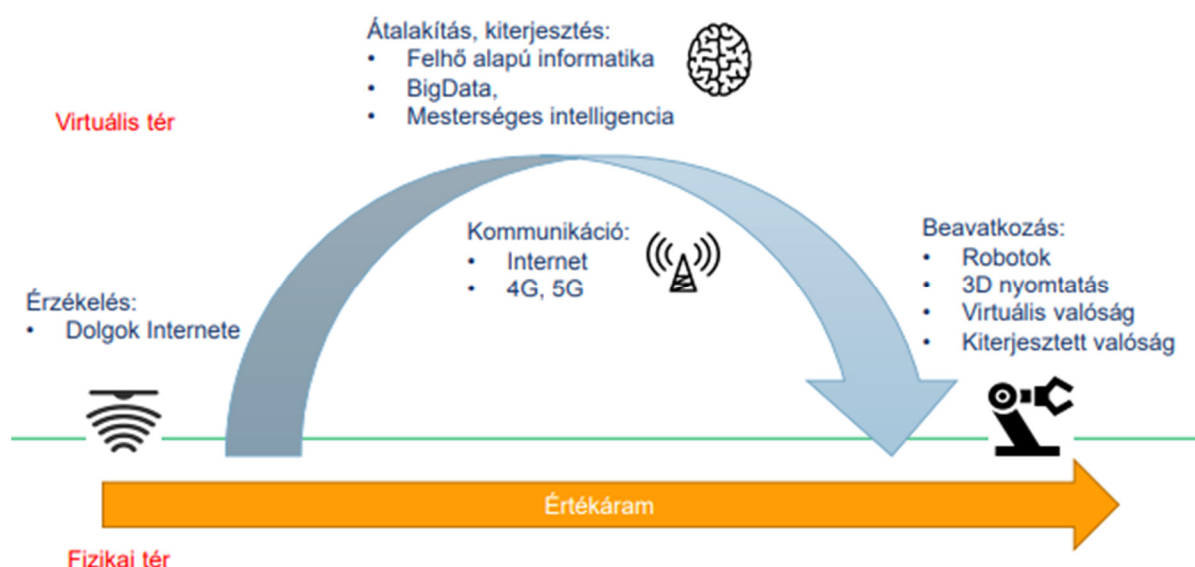 Átalakítás, kiterjesztés:
• Felhő alapú informatika
• BigData,
• Mesterséges intelligencia
Virtuális tér
Kommunikáció:
• Internet
• 4G, 5G
Beavatkozás:
• Robotok
• 3D nyomtatás
• Virtuális valóság
• Kiterjesztett valóság
Érzékelés:
• Dolgok Internete
Értékáram
Fizikai tér